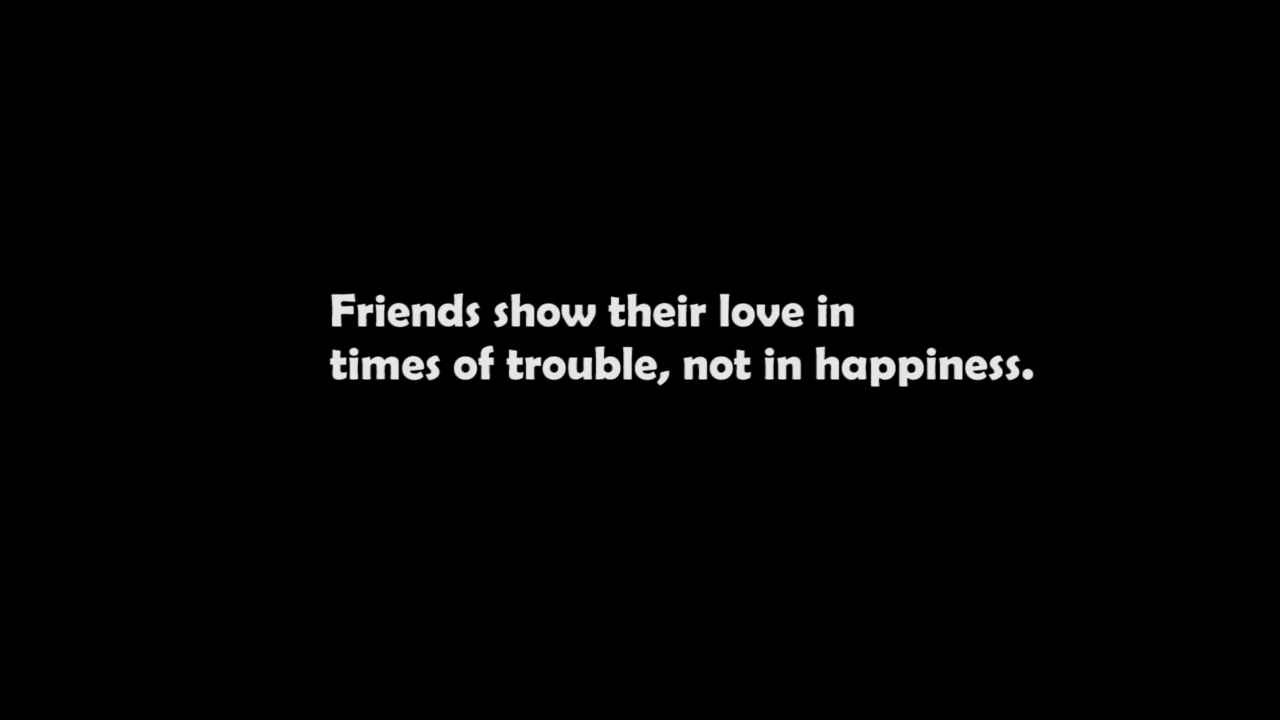 Friends show their love in
times of trouble, not in happiness.